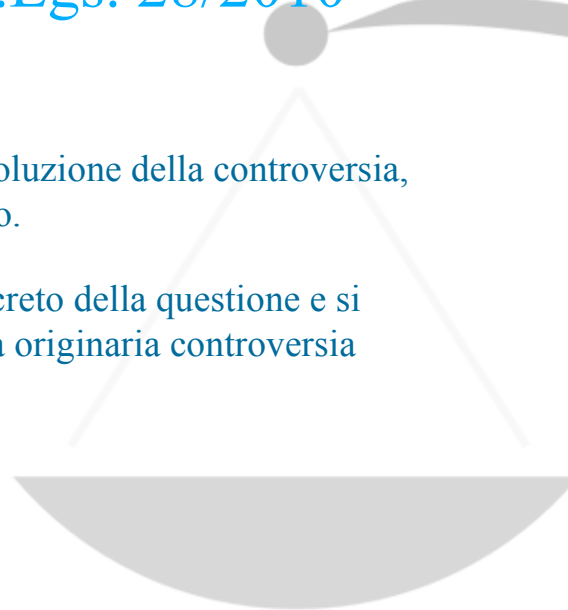 .Lgs. 28/2010
oluzione della controversia,
o.
creto della questione e si
a originaria controversia